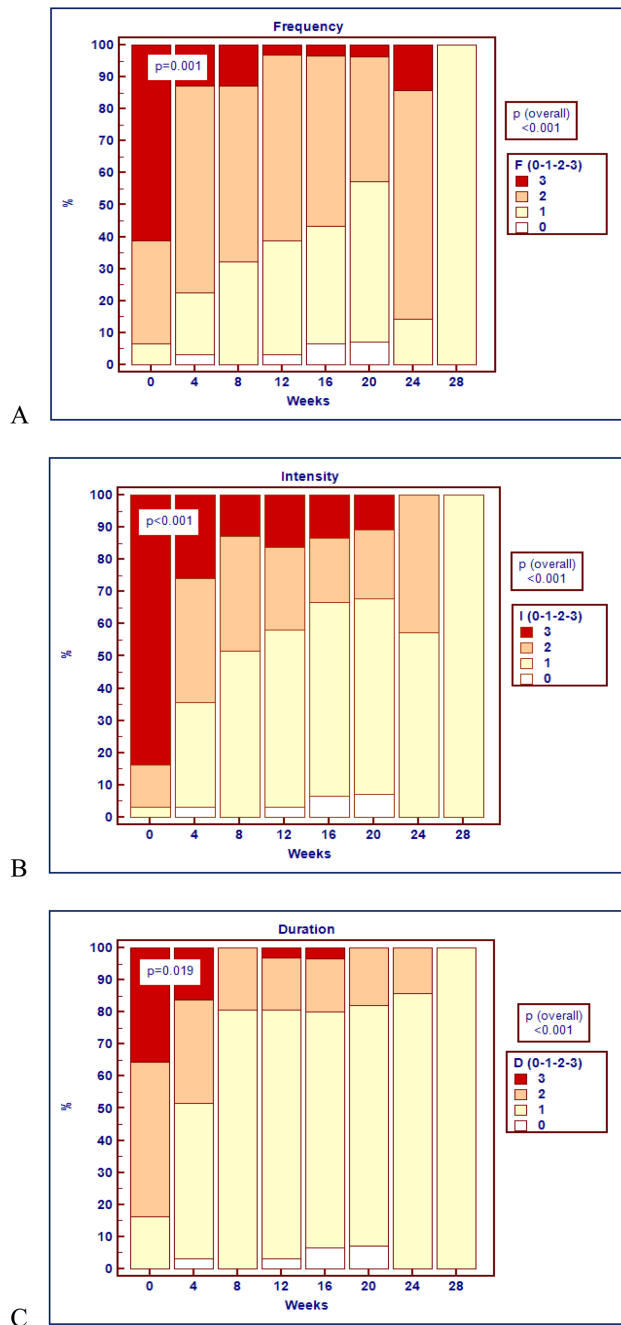 Frequency
100
90
80
70
60
50
40
30
20
10
0
%
p=0.001
0 4 8 12 16 20 24 28
Weeks
p (overall)
<0.001
F (0-1-2-3)
3
2
1
0
A
Intensity
100
90
80
70
60
50
40
30
20
10
0
%
p<0.001
0 4 8 12 16 20 24 28
Weeks
p (overall)
<0.001
I (0-1-2-3)
3
2
1
0
B
Duration
100
90
80
70
60
50
40
30
20
10
0
%
p=0.019
0 4 8 12 16 20 24 28
Weeks
p (overall)
<0.001
D (0-1-2-3)
3
2
1
0
C